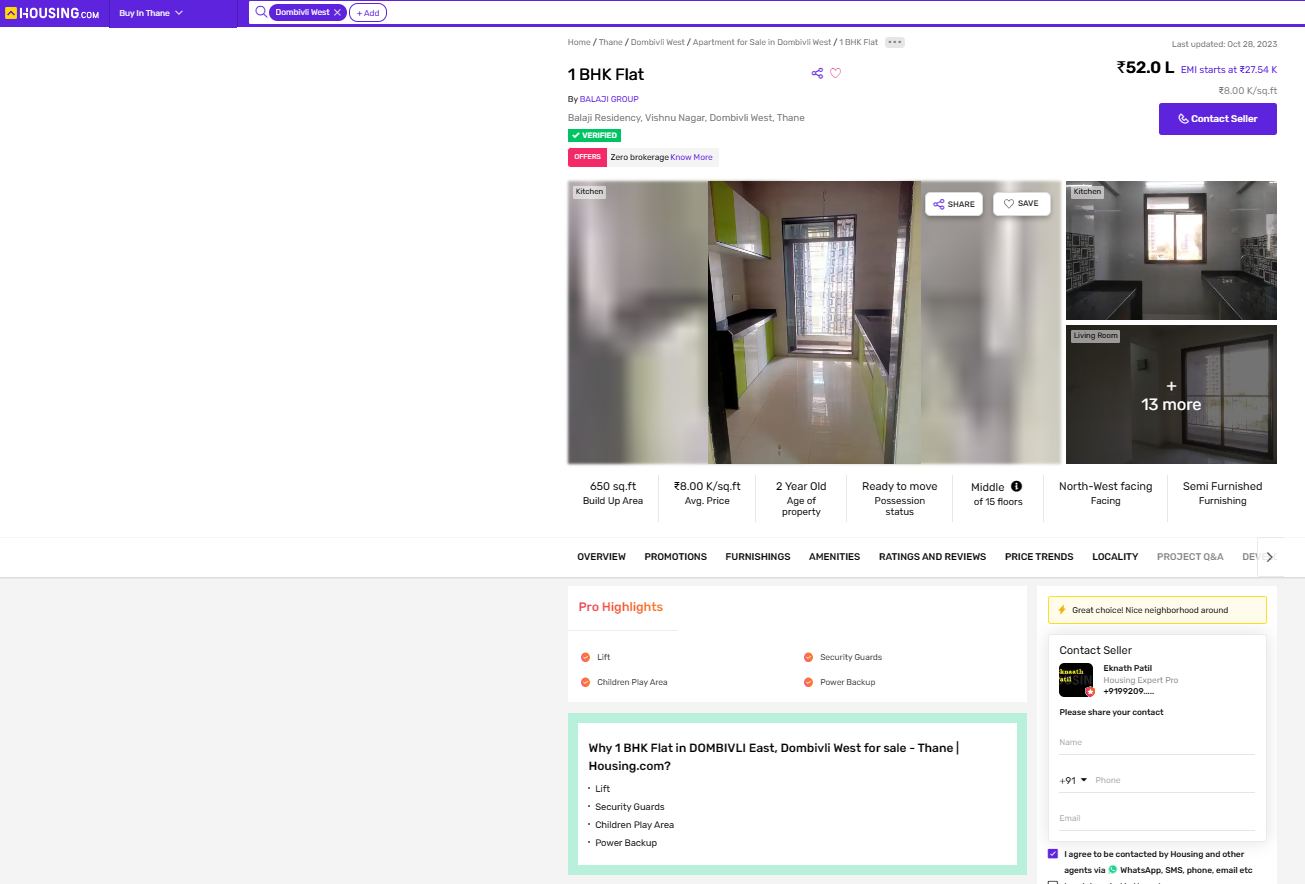 HOUSING.COM
Buy In Thane
Dombivli West
+ Add
Home / Thane / Dombivli West / Apartment for Sale in Dombivli West / 1 BHK Flat
Last updated: Oct 28, 2023
1 BHK Flat
₹52.0 L EMI starts at ₹27.54 K
₹8.00 K/sq.ft
By BALAJI GROUP
Balaji Residency, Vishnu Nagar, Dombivli West, Thane
Contact Seller
VERIFIED
OFFERS Zero brokerage Know More
Kitchen
SHARE
SAVE
Kitchen
Living Room
+
13 more
650 sq.ft
Build Up Area
₹8.00 K/sq.ft
Avg. Price
2 Year Old
Age of
property
Ready to move
Possession
status
Middle
of 15 floors
North-West facing
Facing
Semi Furnished
Furnishing
OVERVIEW PROMOTIONS FURNISHINGS AMENITIES RATINGS AND REVIEWS PRICE TRENDS LOCALITY PROJECT Q&A
Pro Highlights
Lift
Security Guards
Children Play Area
Power Backup
Why 1 BHK Flat in DOMBIVLI East, Dombivli West for sale - Thane |
Housing.com?
· Lift
· Security Guards
· Children Play Area
· Power Backup
Great choice! Nice neighborhood around
Contact Seller
Eknath Patil
Housing Expert Pro
+9199209.....
Please share your contact
Name
+91 Phone
Email
I agree to be contacted by Housing and other
agents via WhatsApp, SMS, phone, email etc